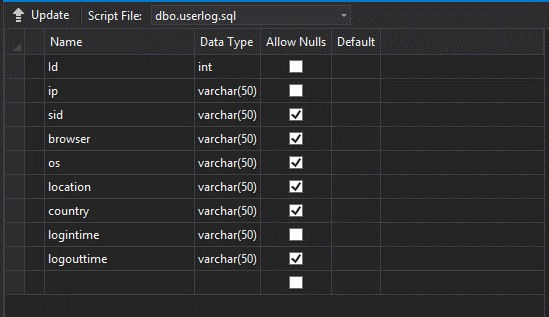 Update Script File: dbo.userlog.sql
Name Data Type Allow Nulls Default
Id int
ip varchar(50)
sid varchar(50)
browser varchar(50)
os varchar(50)
location varchar(50)
country varchar(50)
logintime varchar(50)
logouttime varchar(50)